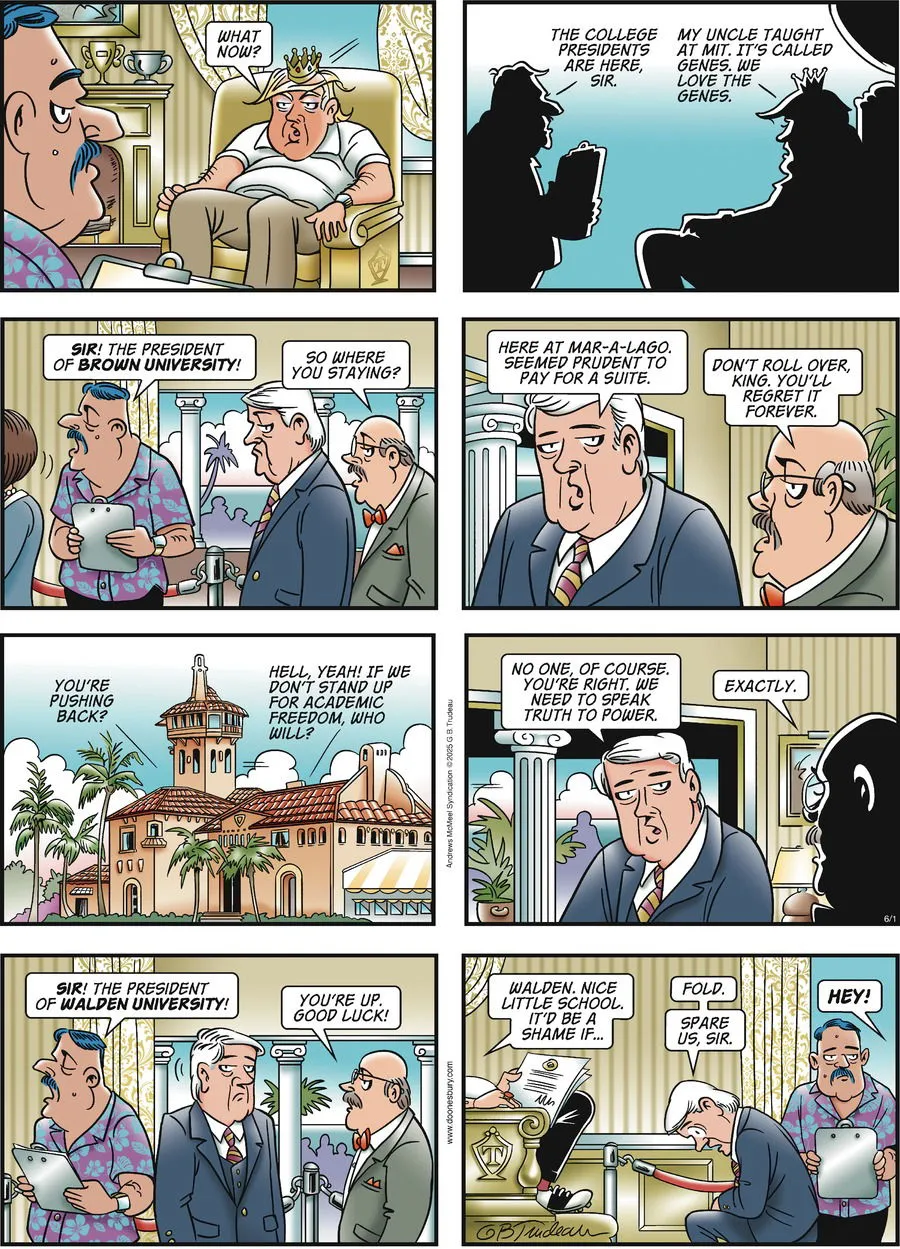 WHAT
NOW?
THE COLLEGE
PRESIDENTS
ARE HERE,
SIR.
MY UNCLE TAUGHT
AT MIT. IT'S CALLED
GENES. WE
LOVE THE
GENES.
SIR! THE PRESIDENT
OF BROWN UNIVERSITY!
SO WHERE
YOU STAYING?
HERE AT MAR-A-LAGO.
SEEMED PRUDENT TO
PAY FOR A SUITE.
DON'T ROLL OVER,
KING. YOU'LL
REGRET IT
FOREVER.
YOU'RE
PUSHING
BACK?
HELL, YEAH! IF WE
DON'T STAND UP
FOR ACADEMIC
FREEDOM, WHO
WILL?
Andrews McMeel Syndication ©2025 G.B. Trudeau
NO ONE, OF COURSE.
YOU'RE RIGHT. WE
NEED TO SPEAK
TRUTH TO POWER.
EXACTLY.
6/1
SIR! THE PRESIDENT
OF WALDEN UNIVERSITY!
YOU'RE UP.
GOOD LUCK!
www.doonesbury.com
WALDEN. NICE
LITTLE SCHOOL.
IT'D BE A
SHAME IF...
FOLD.
SPARE
US, SIR.
HEY!
T
GBTrudeau